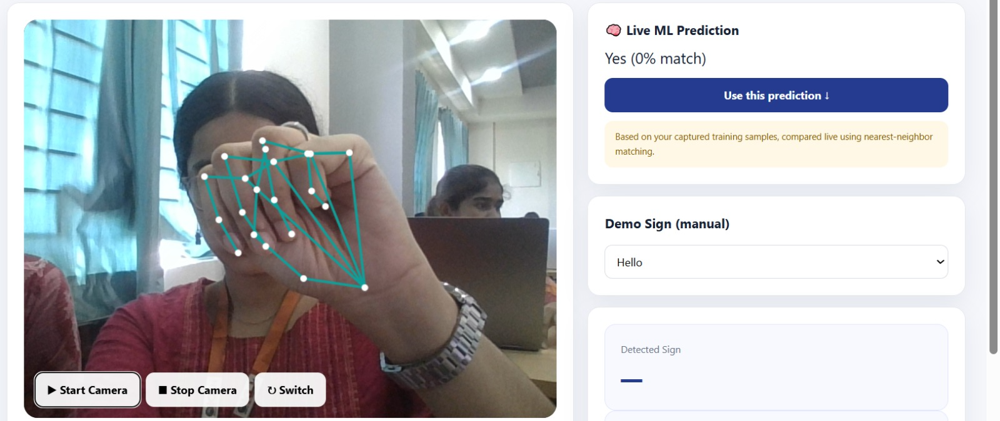 🧠 Live ML Prediction
Yes (0% match)
Use this prediction ↓
Based on your captured training samples, compared live using nearest-neighbor
matching.
Demo Sign (manual)
Hello
Detected Sign
—
▶ Start Camera
■ Stop Camera
↻ Switch